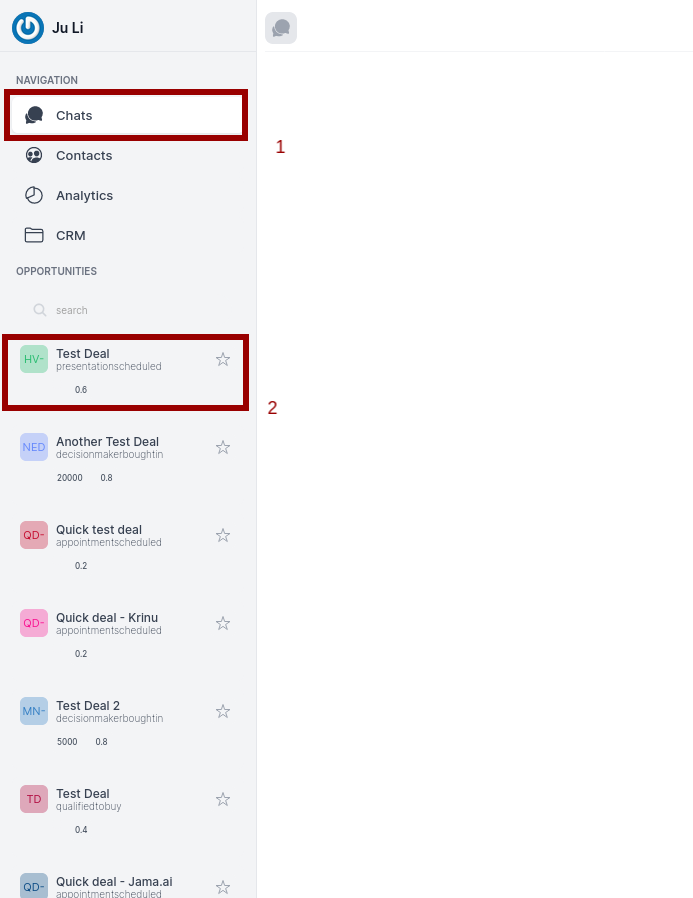 Ju Li
NAVIGATION
Chats
1
Contacts
Analytics
CRM
OPPORTUNITIES
search
HV-
Test Deal
presentationscheduled
0.6
2
NED
Another Test Deal
decisionmakerboughtin
20000 0.8
QD-
Quick test deal
appointmentscheduled
0.2
QD-
Quick deal - Krinu
appointmentscheduled
0.2
MN-
Test Deal 2
decisionmakerboughtin
5000 0.8
TD
Test Deal
qualifiedtobuy
0.4
QD-
Quick deal - Jama.ai
appointmentscheduled